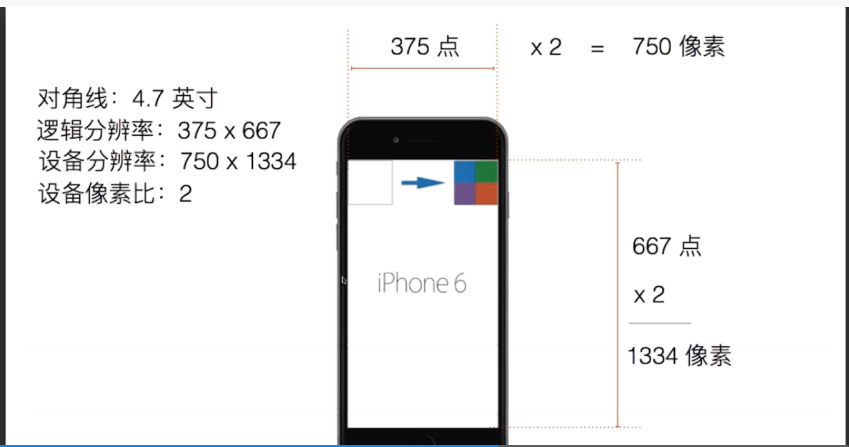 375 点 x 2 = 750 像素
对角线：4.7 英寸
逻辑分辨率：375 x 667
设备分辨率：750 x 1334
设备像素比：2
iPhone 6
667 点
x 2
1334 像素